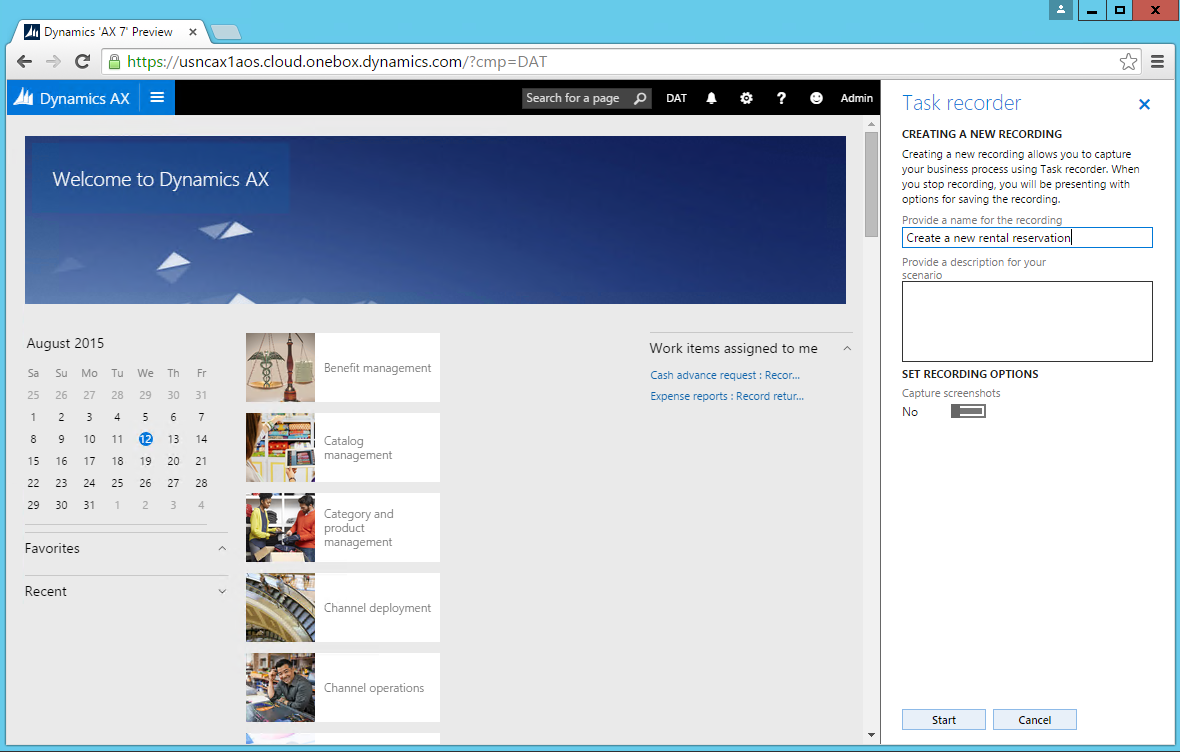 Dynamics 'AX 7' Preview
https://usncax1aos.cloud.onebox.dynamics.com/?cmp=DAT
Dynamics AX
Search for a page
DAT
?
Admin
Welcome to Dynamics AX
August 2015
Sa Su Mo Tu We Th Fr
25 26 27 28 29 30 31
1 2 3 4 5 6 7
8 9 10 11 12 13 14
15 16 17 18 19 20 21
22 23 24 25 26 27 28
29 30 31 1 2 3 4
Favorites
Recent
Benefit management
Catalog
management
Category and
product
management
Channel deployment
Channel operations
Work items assigned to me
Cash advance request : Recor...
Expense reports : Record retur...
Task recorder
CREATING A NEW RECORDING
Creating a new recording allows you to capture
your business process using Task recorder. When
you stop recording, you will be presenting with
options for saving the recording.
Provide a name for the recording
Create a new rental reservation
Provide a description for your
scenario
SET RECORDING OPTIONS
Capture screenshots
No
Start
Cancel